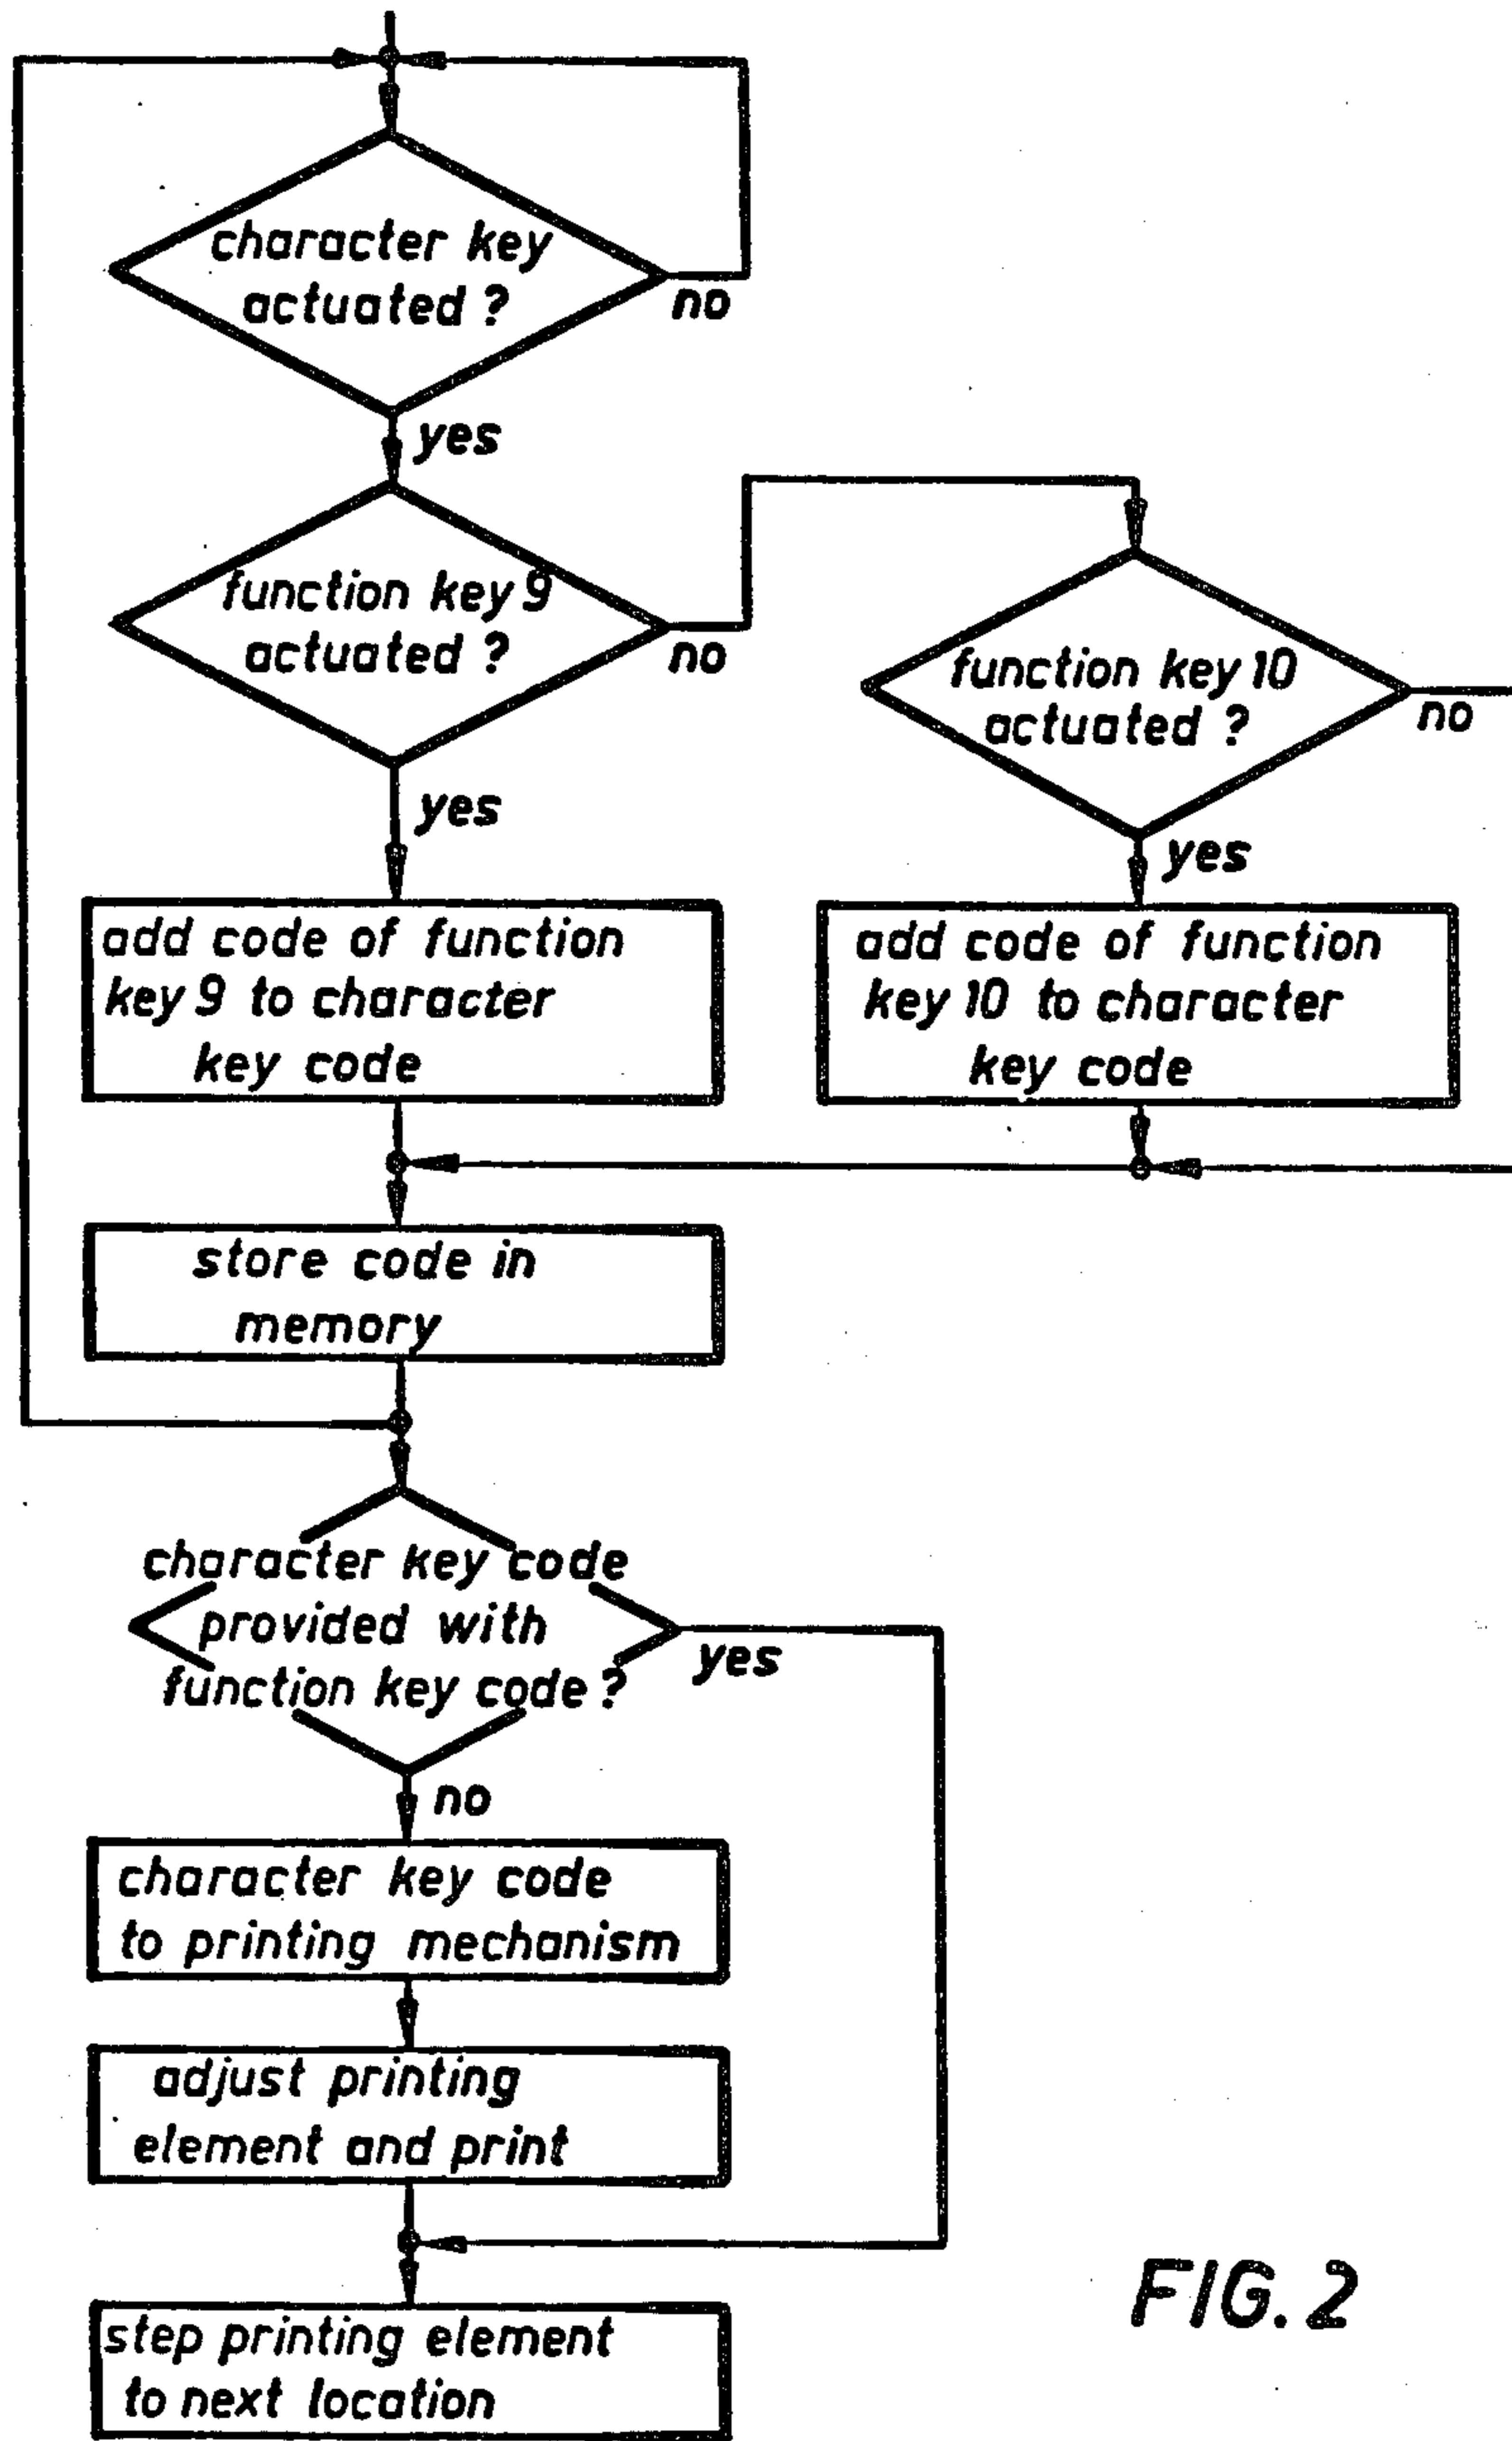 character key
actuated ?
no
yes
function key 9
actuated ?
no
function key 10
actuated ?
no
yes
yes
add code of function
key 9 to character
key code
add code of function
key 10 to character
key code
store code in
memory
character key code
provided with
function key code ?
yes
no
character key code
to printing mechanism
adjust printing
element and print
step printing element
to next location
FIG. 2